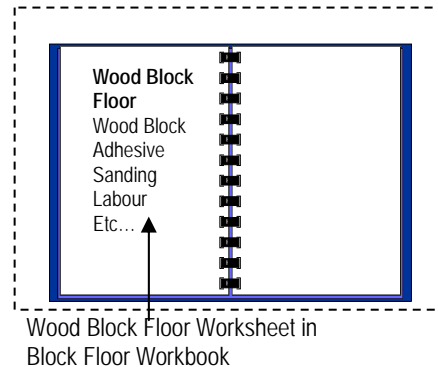 Wood Block
Floor
Wood Block
Adhesive
Sanding
Labour
Etc…
Wood Block Floor Worksheet in
Block Floor Workbook